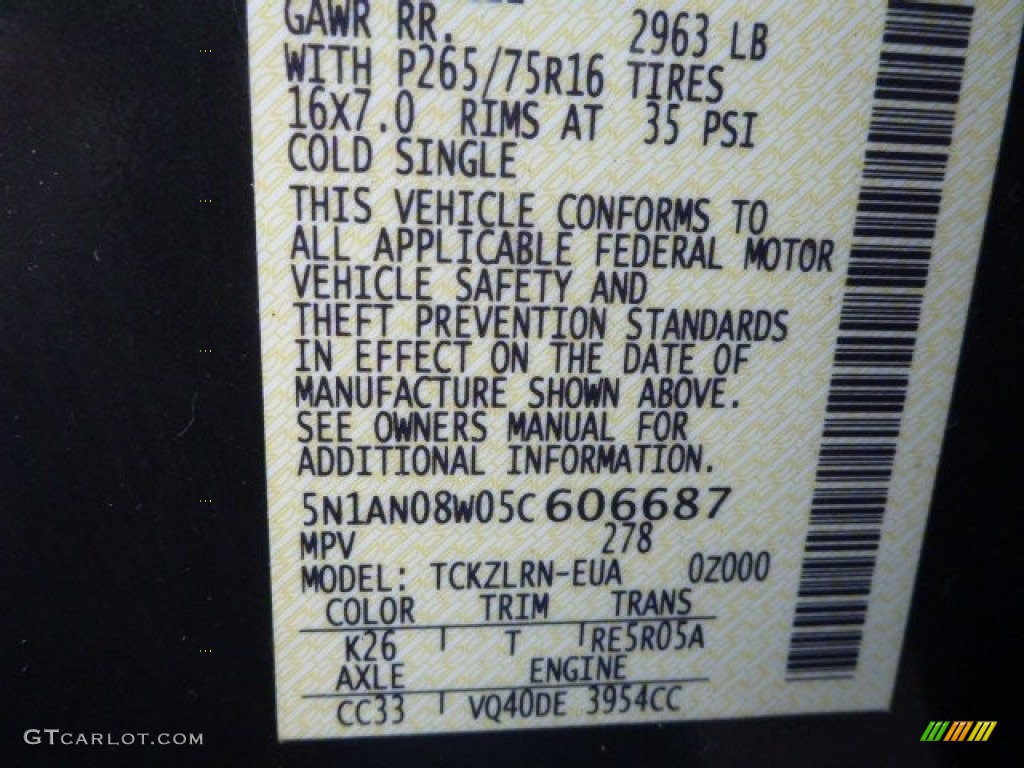 GAWR RR. 2963 LB
WITH P265/75R16 TIRES
16X7.0 RIMS AT 35 PSI
COLD SINGLE
THIS VEHICLE CONFORMS TO
ALL APPLICABLE FEDERAL MOTOR
VEHICLE SAFETY AND
THEFT PREVENTION STANDARDS
IN EFFECT ON THE DATE OF
MANUFACTURE SHOWN ABOVE.
SEE OWNERS MANUAL FOR
ADDITIONAL INFORMATION.
5N1AN08W05C606687
MPV 278
MODEL: TCKZLRN-EUA 0Z000
COLOR TRIM TRANS
K26 T RE5R05A
AXLE ENGINE
CC33 VQ40DE 3954CC
GTCARLOT.COM